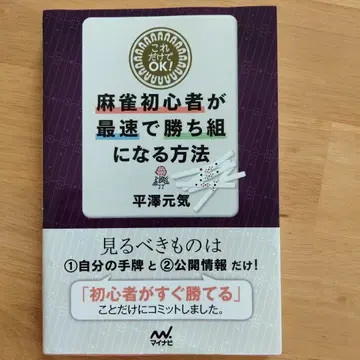 これ
だけで
OK!
麻雀初心者が
最速で勝ち組
になる方法
平澤元気
見るべきものは
①自分の手牌と②公開情報だけ!
「初心者がすぐ勝てる」
ことだけにコミットしました。
マイナビ